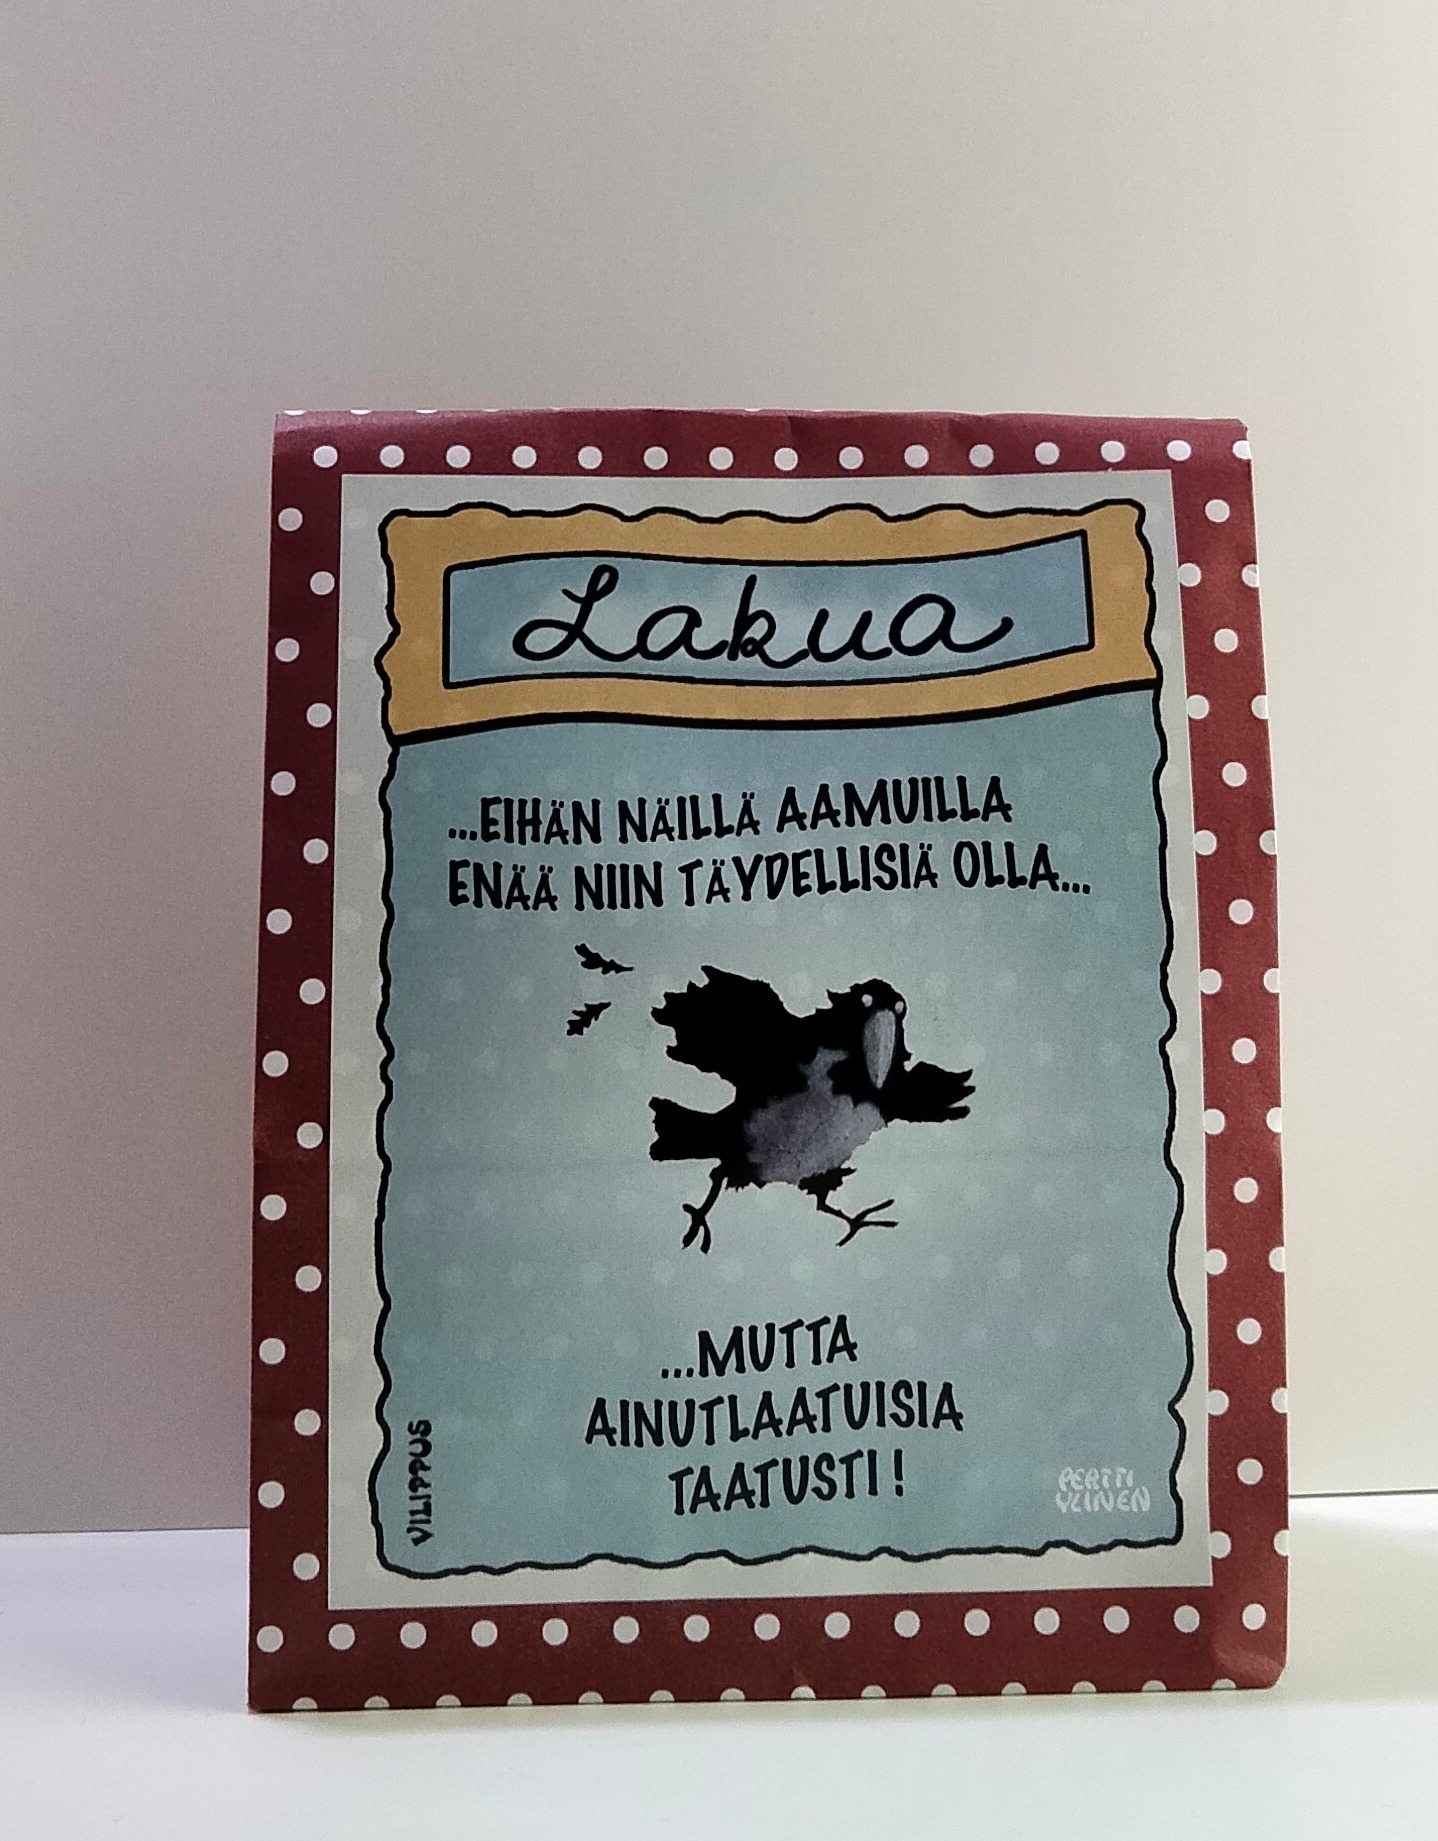 Lakua
...EIHÄN NÄILLÄ AAMUILLA
ENÄÄ NIIN TÄYDELLISIÄ OLLA...
...MUTTA
AINUTLAATUISIA
TAATUSTI!
VILIPPUS
PERTTI
YLINEN